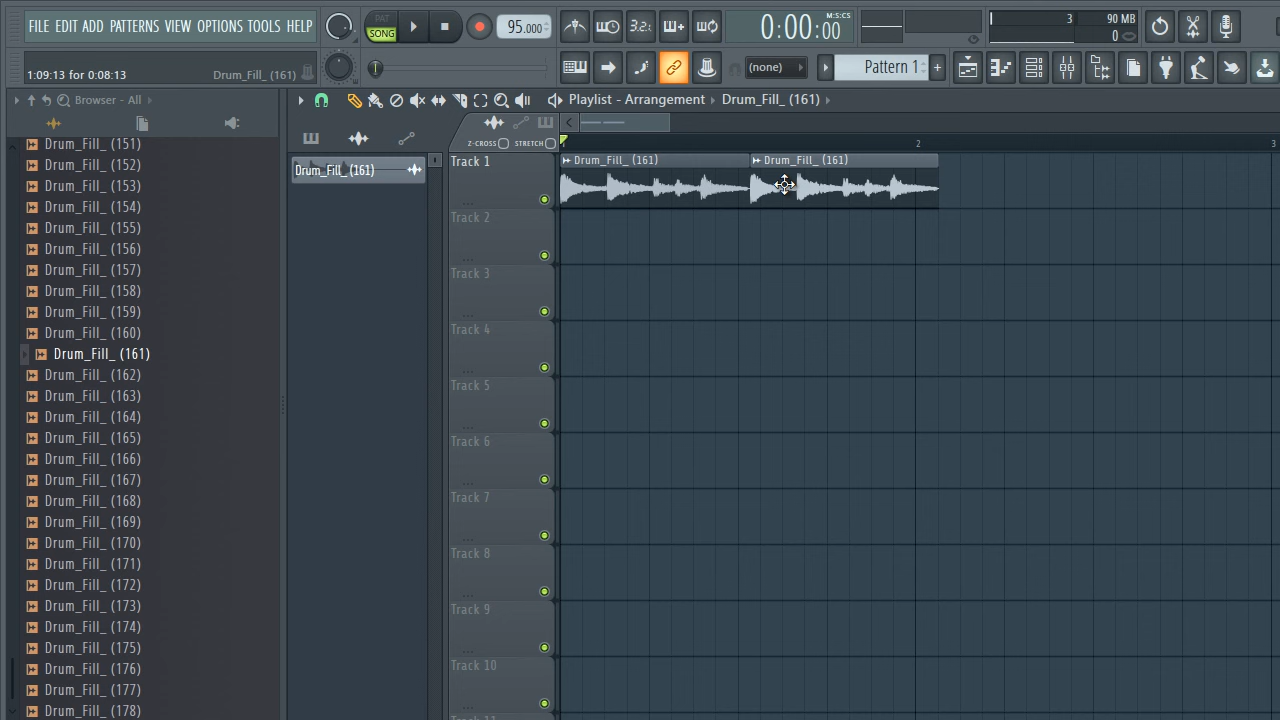 FILE EDIT ADD PATTERNS VIEW OPTIONS TOOLS HELP
PAT
SONG
95.000
3.2.1
0:00:00
M:S:CS
3
90 MB
0
1:09:13 for 0:08:13
Drum_Fill_ (161)
(none)
Pattern 1
+
Browser - All
Playlist - Arrangement
Drum_Fill_ (161)
Z-CROSS
STRETCH
2
3
Drum_Fill_ (151)
Drum_Fill_ (152)
Drum_Fill_ (153)
Drum_Fill_ (154)
Drum_Fill_ (155)
Drum_Fill_ (156)
Drum_Fill_ (157)
Drum_Fill_ (158)
Drum_Fill_ (159)
Drum_Fill_ (160)
Drum_Fill_ (161)
Drum_Fill_ (162)
Drum_Fill_ (163)
Drum_Fill_ (164)
Drum_Fill_ (165)
Drum_Fill_ (166)
Drum_Fill_ (167)
Drum_Fill_ (168)
Drum_Fill_ (169)
Drum_Fill_ (170)
Drum_Fill_ (171)
Drum_Fill_ (172)
Drum_Fill_ (173)
Drum_Fill_ (174)
Drum_Fill_ (175)
Drum_Fill_ (176)
Drum_Fill_ (177)
Drum_Fill_ (178)
Drum_Fill_ (161)
Track 1
Drum_Fill_ (161)
Drum_Fill_ (161)
Track 2
Track 3
Track 4
Track 5
Track 6
Track 7
Track 8
Track 9
Track 10